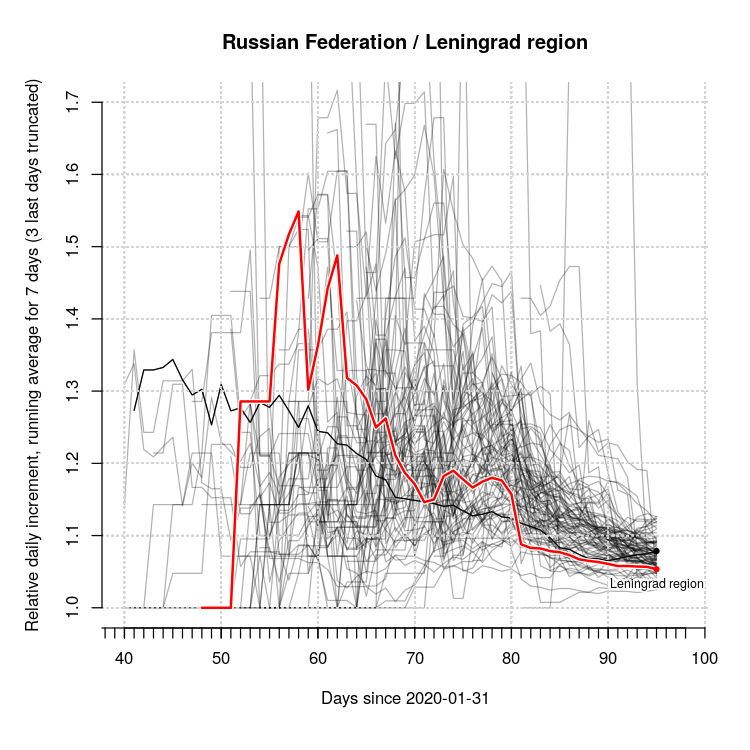 Russian Federation / Leningrad region
Relative daily increment, running average for 7 days (3 last days truncated)
1.7
1.6
1.5
1.4
1.3
1.2
1.1
1.0
Leningrad region
40 50 60 70 80 90 100
Days since 2020-01-31